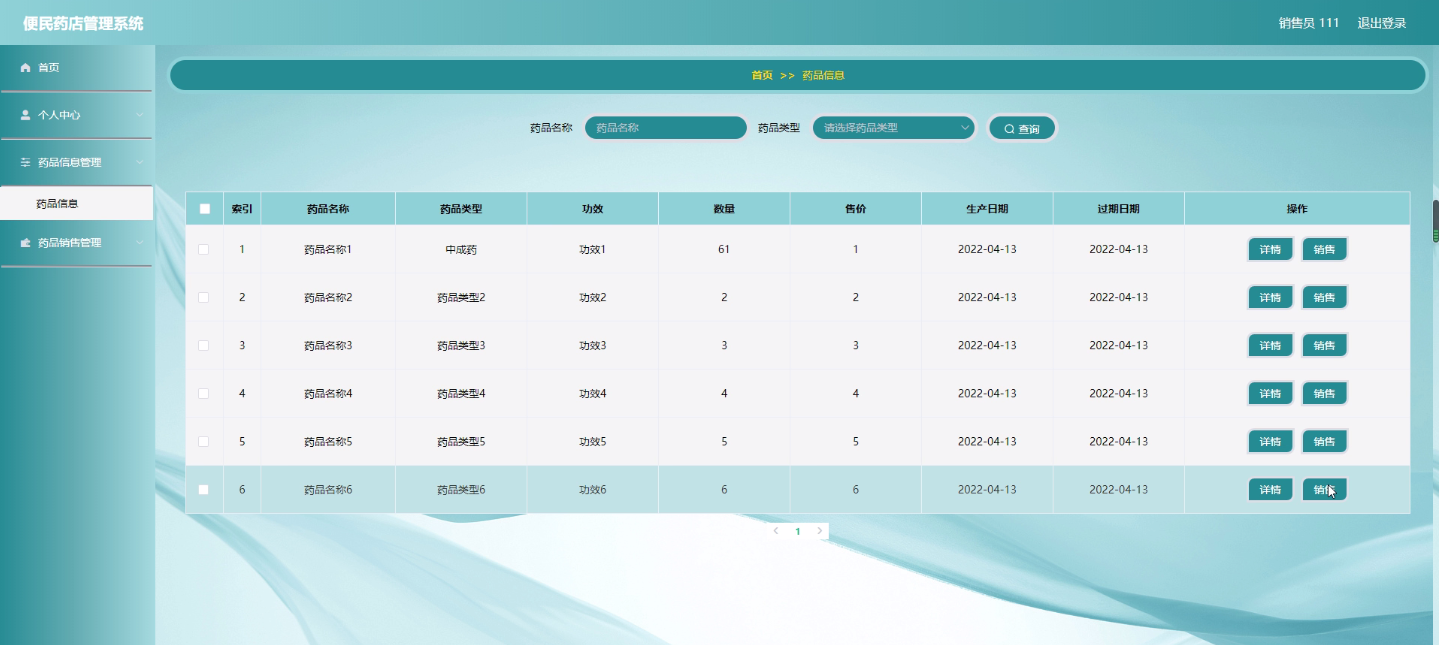 便民药店管理系统 销售员 111 退出登录
首页
个人中心
药品信息管理
药品信息
药品销售管理
首页 >> 药品信息
药品名称 药品名称 药品类型 请选择药品类型 查询
索引 药品名称 药品类型 功效 数量 售价 生产日期 过期日期 操作
1 药品名称1 中成药 功效1 61 1 2022-04-13 2022-04-13 详情 销售
2 药品名称2 药品类型2 功效2 2 2 2022-04-13 2022-04-13 详情 销售
3 药品名称3 药品类型3 功效3 3 3 2022-04-13 2022-04-13 详情 销售
4 药品名称4 药品类型4 功效4 4 4 2022-04-13 2022-04-13 详情 销售
5 药品名称5 药品类型5 功效5 5 5 2022-04-13 2022-04-13 详情 销售
6 药品名称6 药品类型6 功效6 6 6 2022-04-13 2022-04-13 详情 销售
1